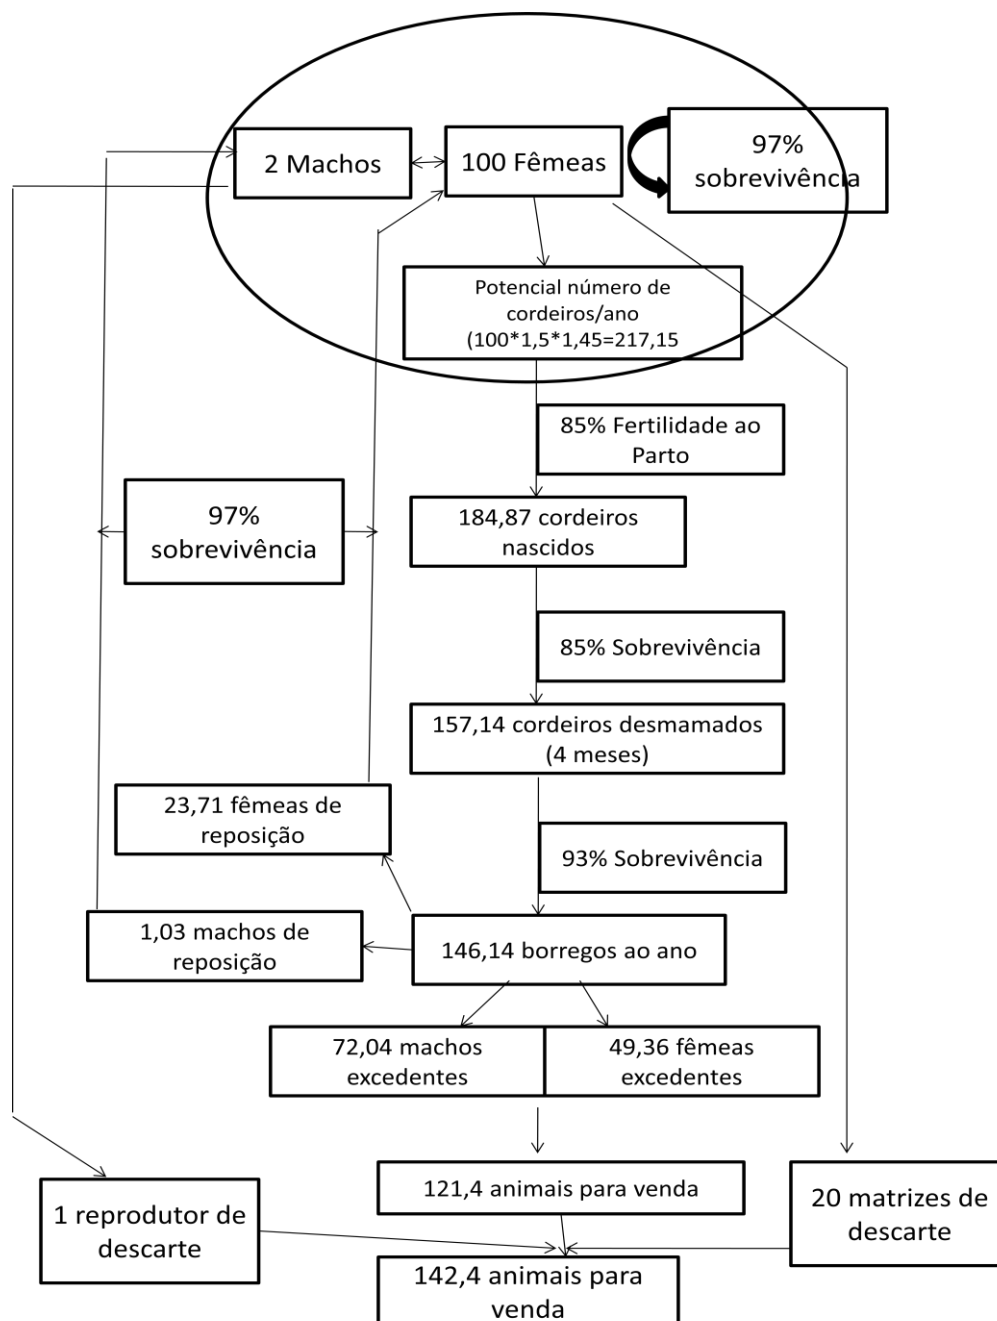 2 Machos
100 Fêmeas
97%
sobrevivência
Potencial número de
cordeiros/ano
(100*1,5*1,45=217,15
85% Fertilidade ao
Parto
97%
sobrevivência
184,87 cordeiros
nascidos
85% Sobrevivência
157,14 cordeiros desmamados
(4 meses)
23,71 fêmeas de
reposição
93% Sobrevivência
1,03 machos de
reposição
146,14 borregos ao ano
72,04 machos
excedentes
49,36 fêmeas
excedentes
121,4 animais para venda
1 reprodutor de
descarte
20 matrizes de
descarte
142,4 animais para
venda